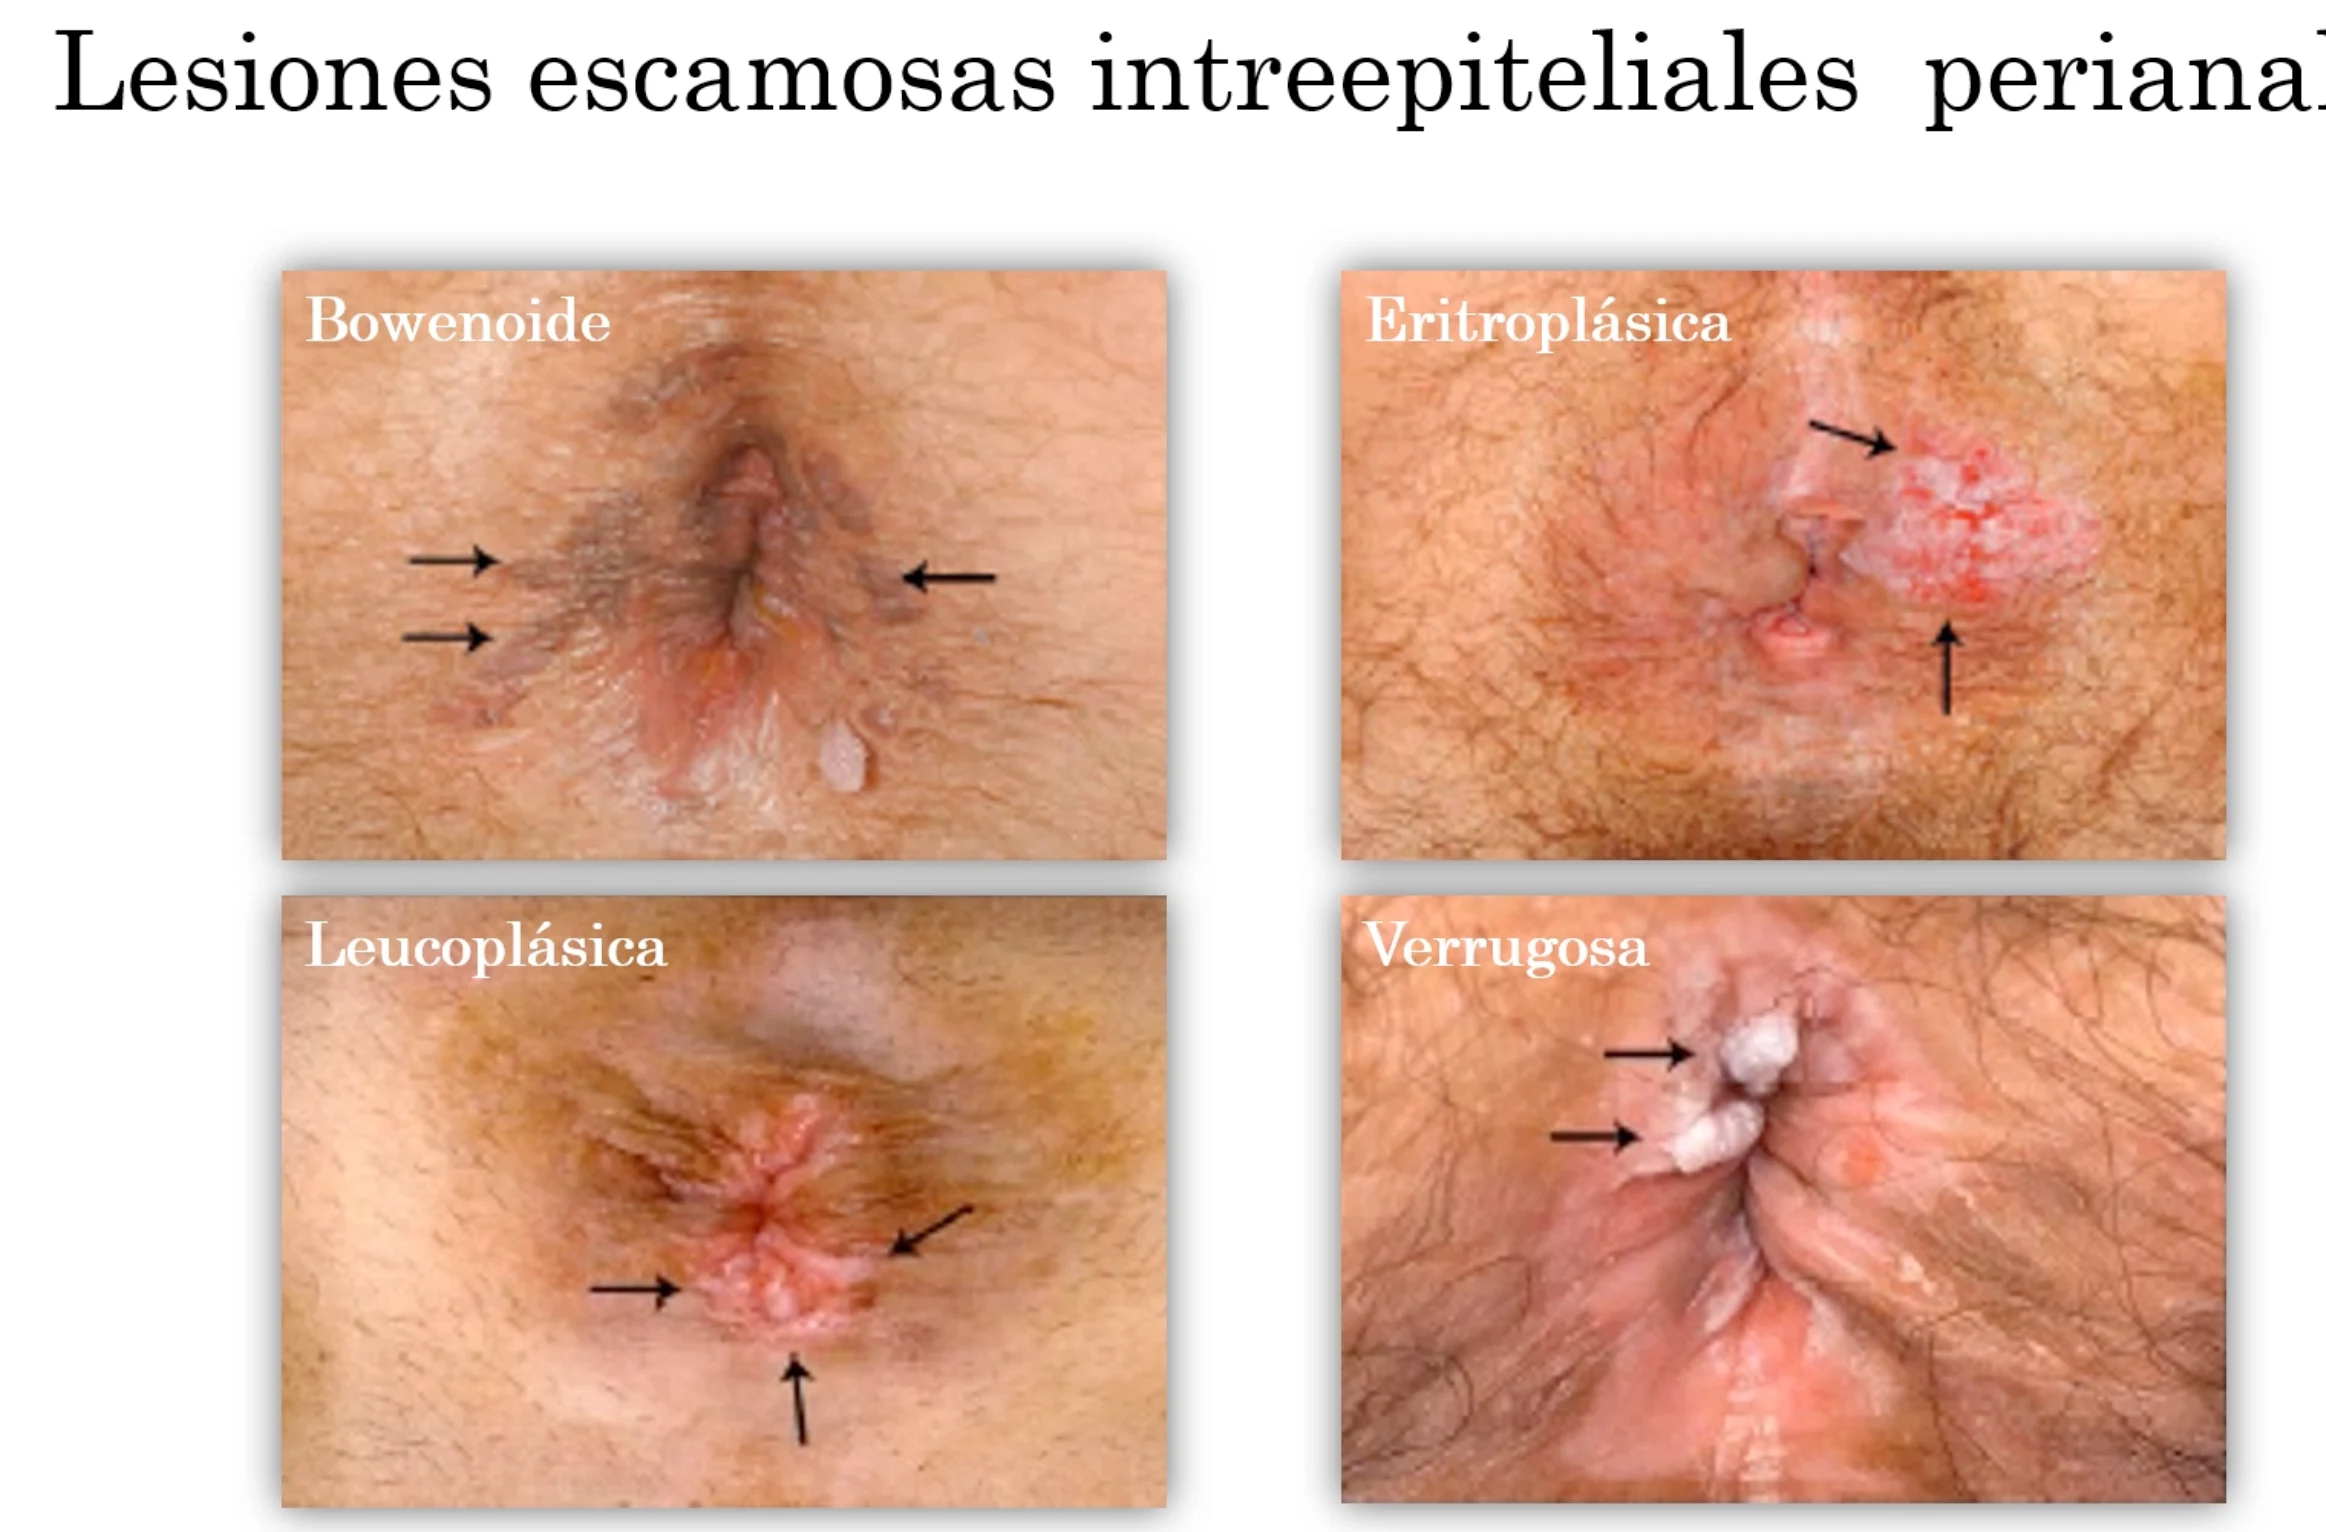 Lesiones escamosas intreepiteliales perianal
Bowenoide
Eritroplásica
Leucoplásica
Verrugosa